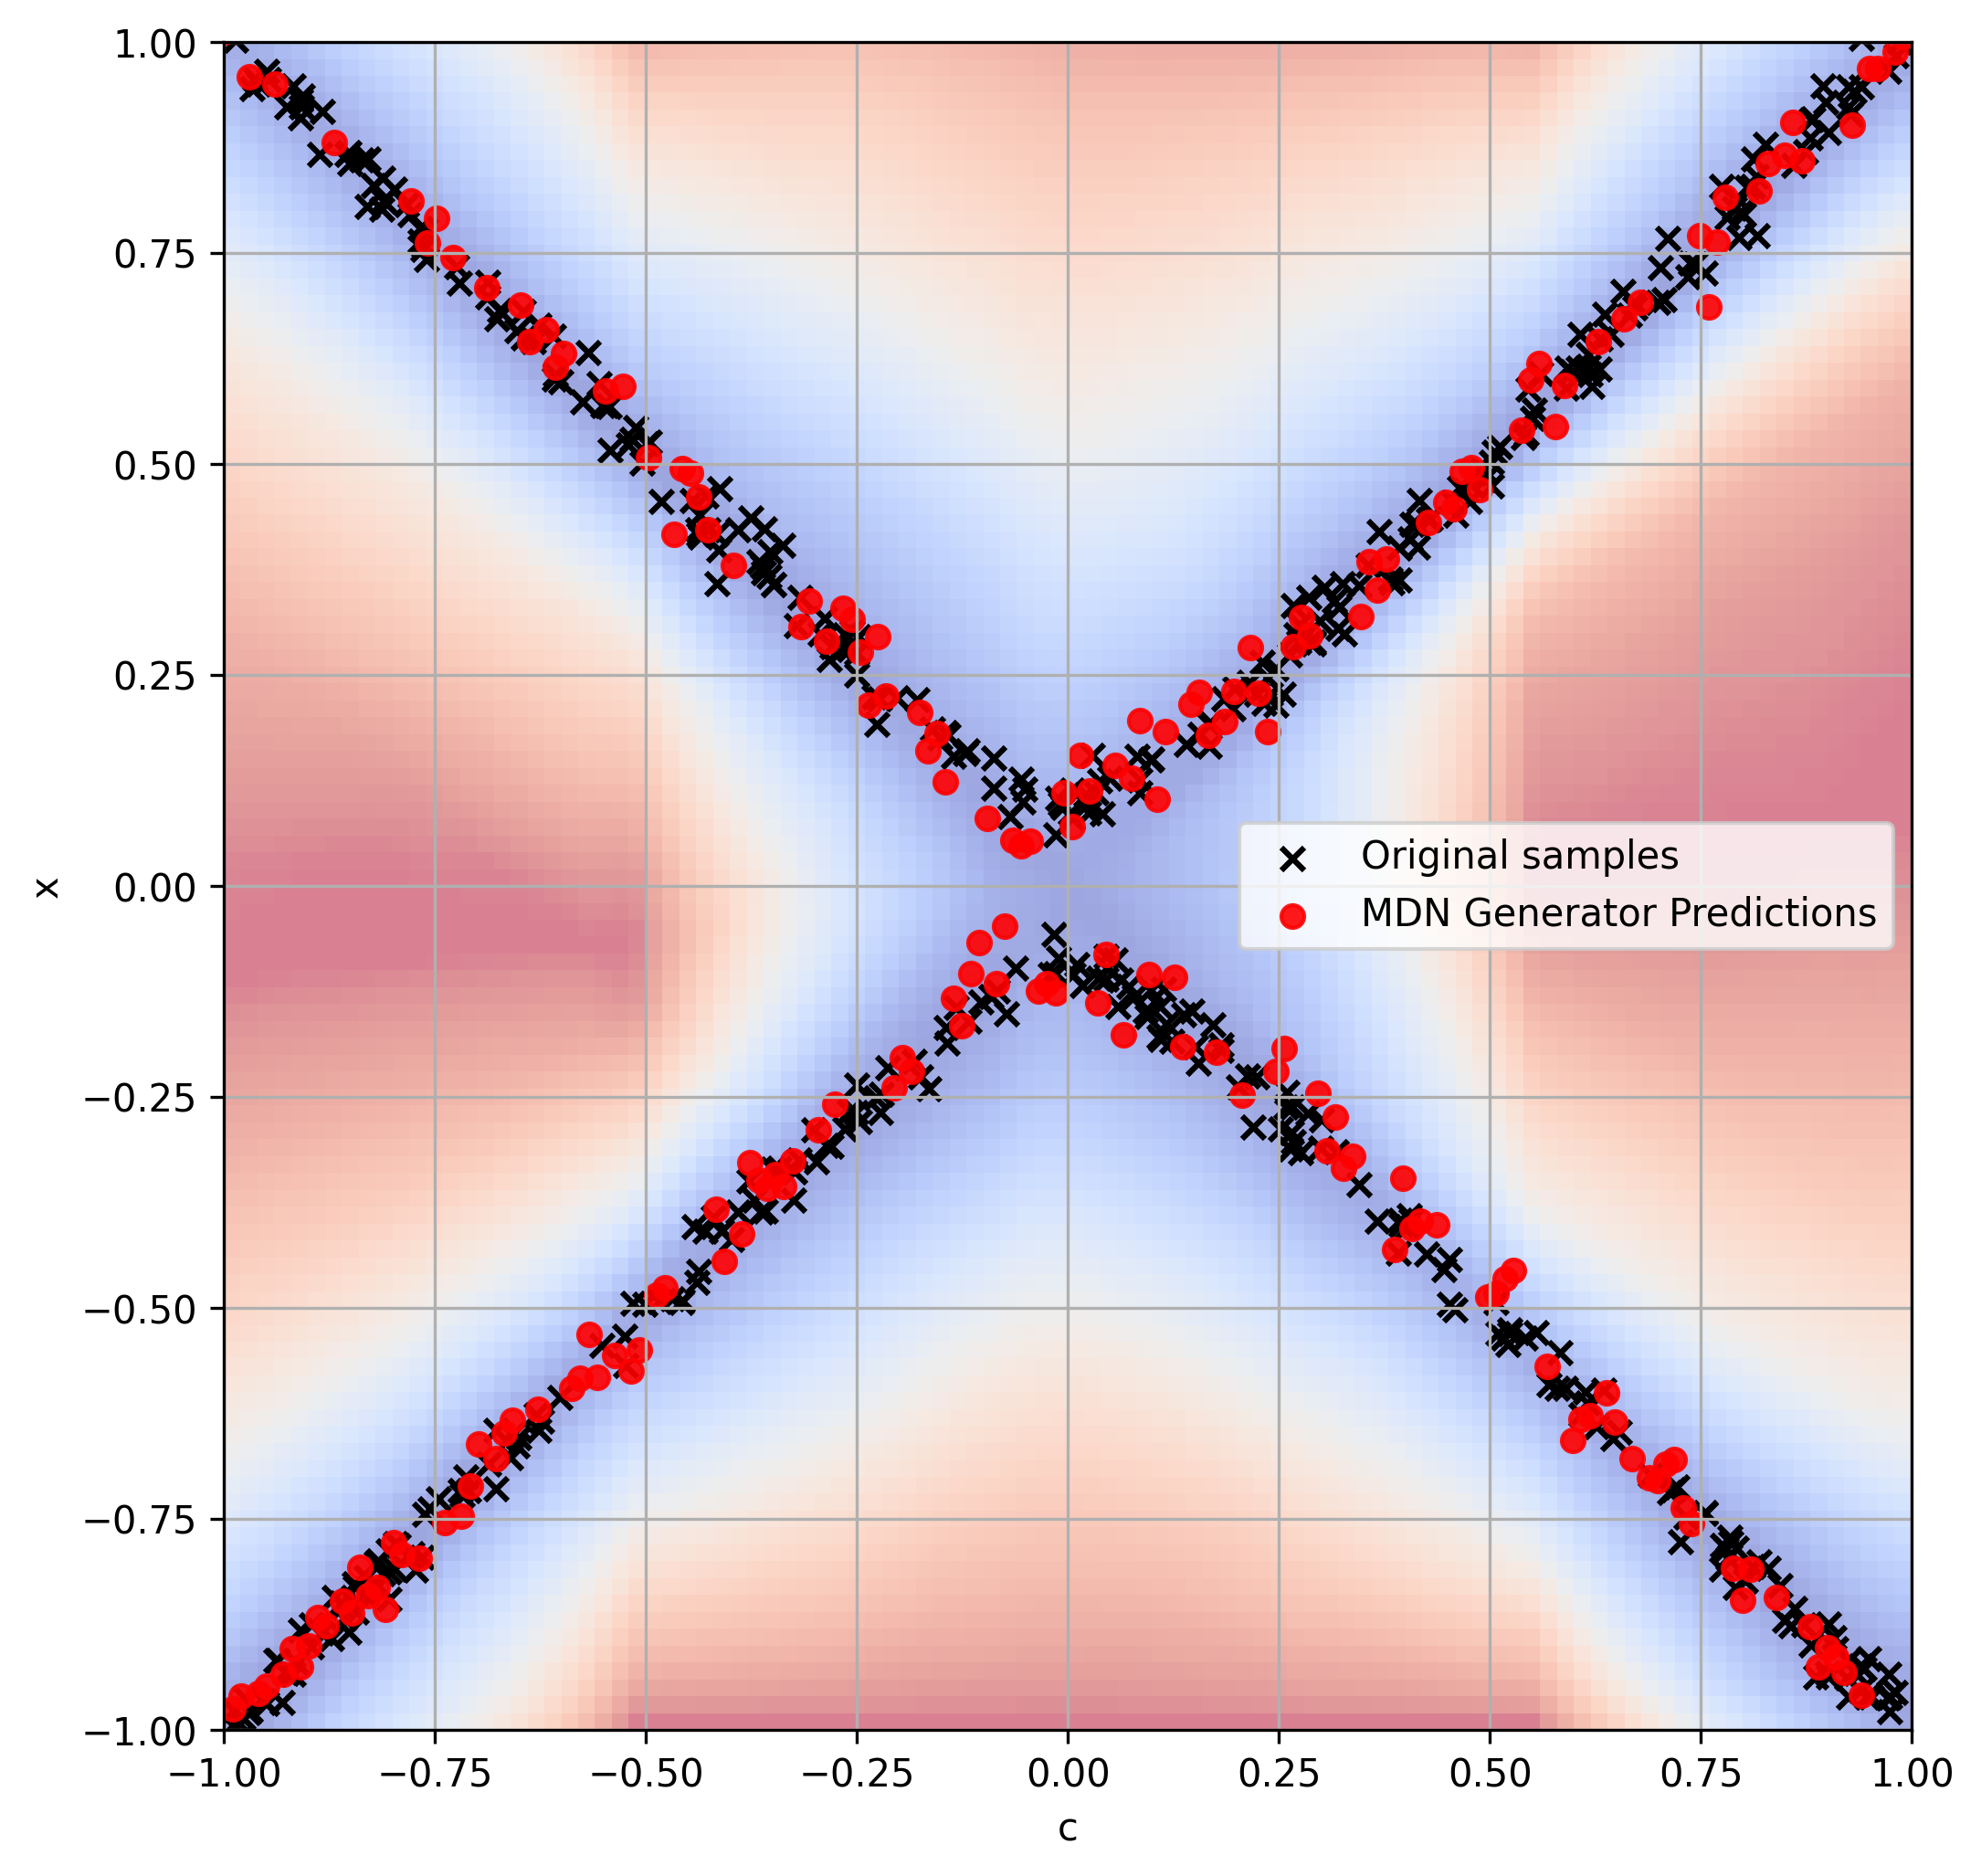 1.00
0.75
0.50
0.25
0.00
−0.25
−0.50
−0.75
−1.00
x
Original samples
MDN Generator Predictions
−1.00 −0.75 −0.50 −0.25 0.00 0.25 0.50 0.75 1.00
c